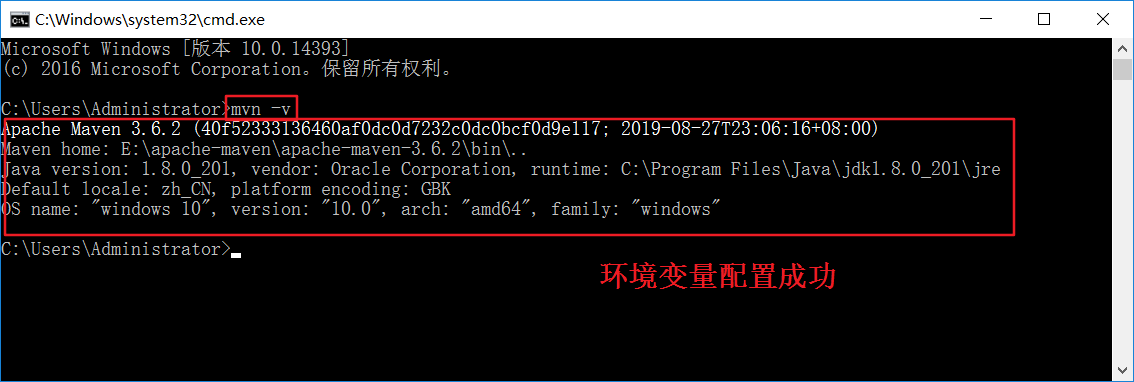 C:\Windows\system32\cmd.exe
Microsoft Windows [版本 10.0.14393]
(c) 2016 Microsoft Corporation。保留所有权利。
C:\Users\Administrator>mvn -v
Apache Maven 3.6.2 (40f52333136460af0dc0d7232c0dc0bcf0d9e117; 2019-08-27T23:06:16+08:00)
Maven home: E:\apache-maven\apache-maven-3.6.2\bin\..
Java version: 1.8.0_201, vendor: Oracle Corporation, runtime: C:\Program Files\Java\jdk1.8.0_201\jre
Default locale: zh_CN, platform encoding: GBK
OS name: "windows 10", version: "10.0", arch: "amd64", family: "windows"
C:\Users\Administrator>
环境变量配置成功